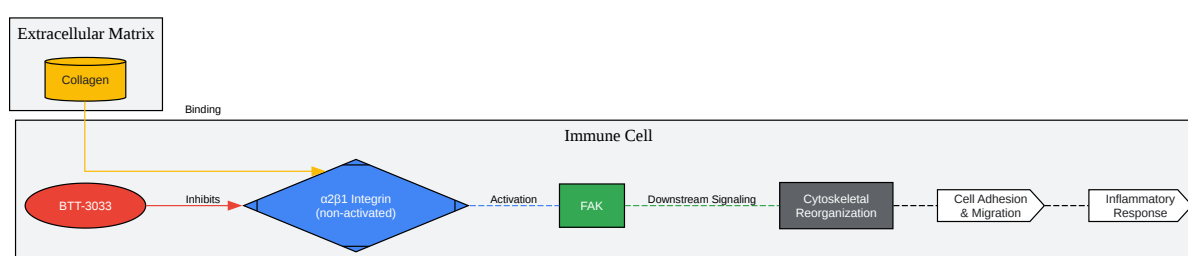 Extracellular Matrix
Collagen
Binding
Immune Cell
BTT-3033
Inhibits
α2β1 Integrin
(non-activated)
Activation
FAK
Downstream Signaling
Cytoskeletal
Reorganization
Cell Adhesion
& Migration
Inflammatory
Response